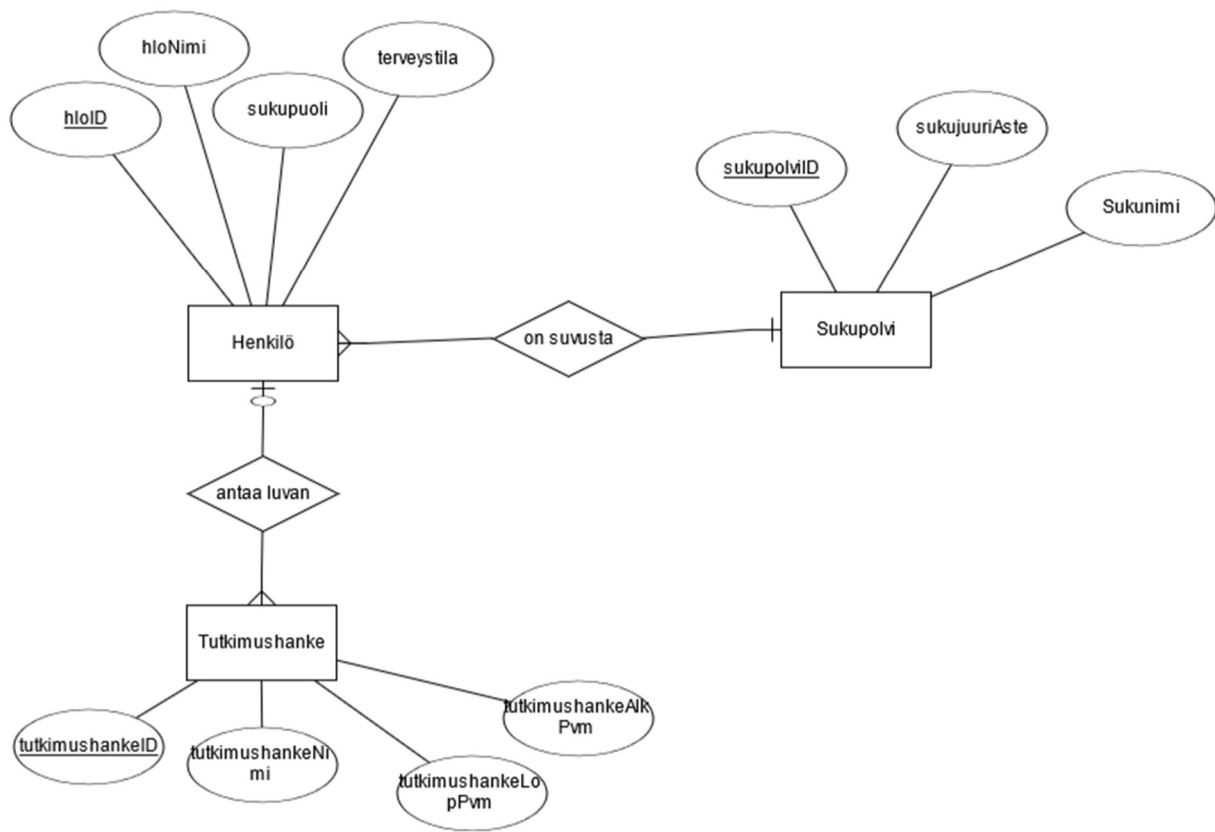 hloNimi
terveystila
hloID
sukupuoli
sukujuuriAste
sukupolviID
Sukunimi
Henkilö
on suvusta
Sukupolvi
antaa luvan
Tutkimushanke
tutkimushankeAlk
Pvm
tutkimushankeID
tutkimushankeNi
mi
tutkimushankeLo
pPvm